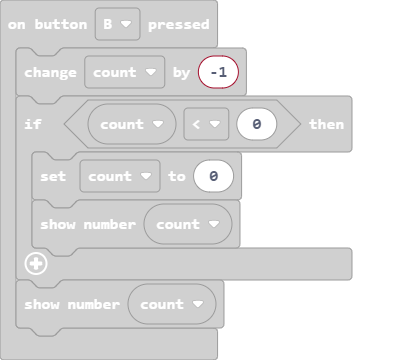 on button B pressed
change count by -1
if count < 0 then
set count to 0
show number count
show number count